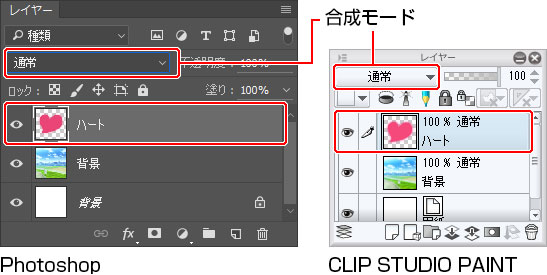 レイヤー
種類
通常
不透明度: 100%
ロック:
塗り: 100%
ハート
背景
背景
fx
Photoshop
合成モード
レイヤー
通常
100
100 % 通常
ハート
100 % 通常
背景
CLIP STUDIO PAINT